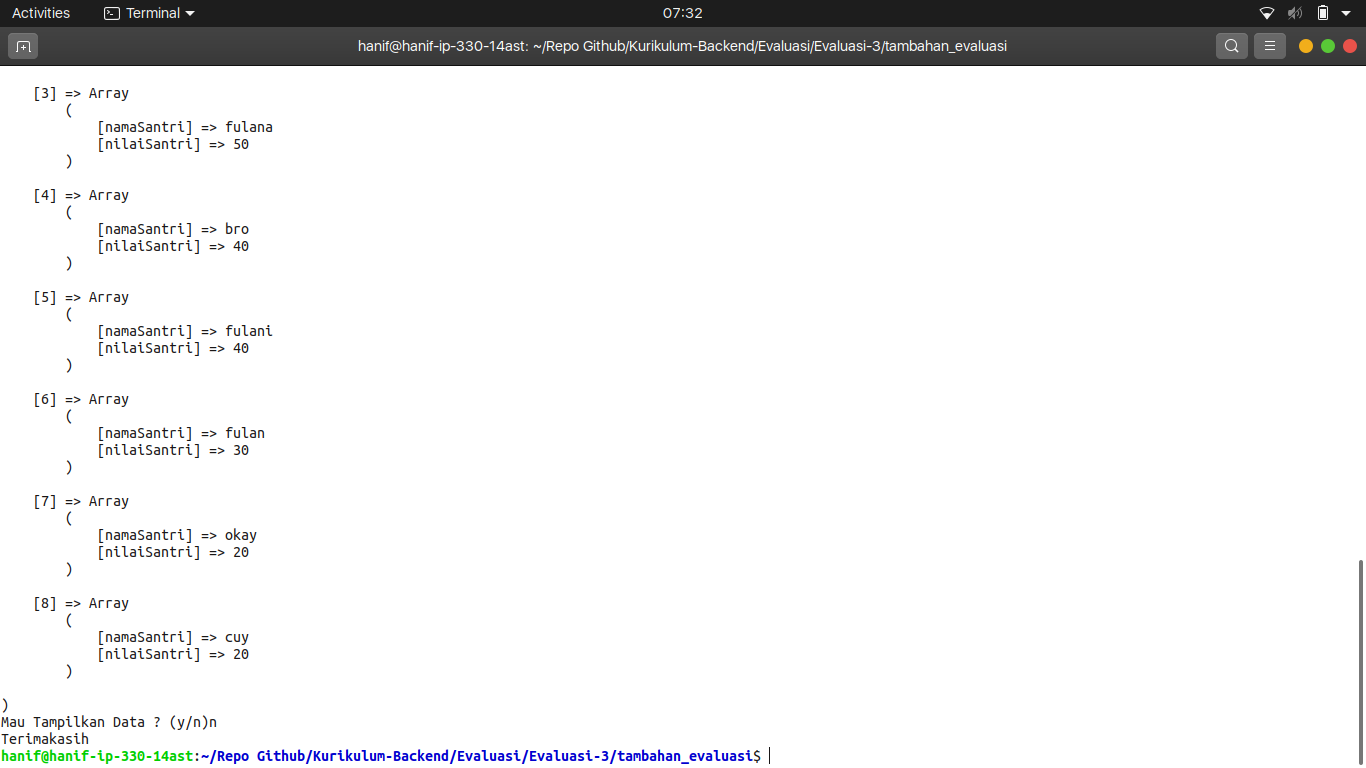 Activities Terminal 07:32
hanif@hanif-ip-330-14ast: ~/Repo Github/Kurikulum-Backend/Evaluasi/Evaluasi-3/tambahan_evaluasi
[3] => Array
(
[namaSantri] => fulana
[nilaiSantri] => 50
)
[4] => Array
(
[namaSantri] => bro
[nilaiSantri] => 40
)
[5] => Array
(
[namaSantri] => fulani
[nilaiSantri] => 40
)
[6] => Array
(
[namaSantri] => fulan
[nilaiSantri] => 30
)
[7] => Array
(
[namaSantri] => okay
[nilaiSantri] => 20
)
[8] => Array
(
[namaSantri] => cuy
[nilaiSantri] => 20
)
)
Mau Tampilkan Data ? (y/n)n
Terimakasih
hanif@hanif-ip-330-14ast:~/Repo Github/Kurikulum-Backend/Evaluasi/Evaluasi-3/tambahan_evaluasi$